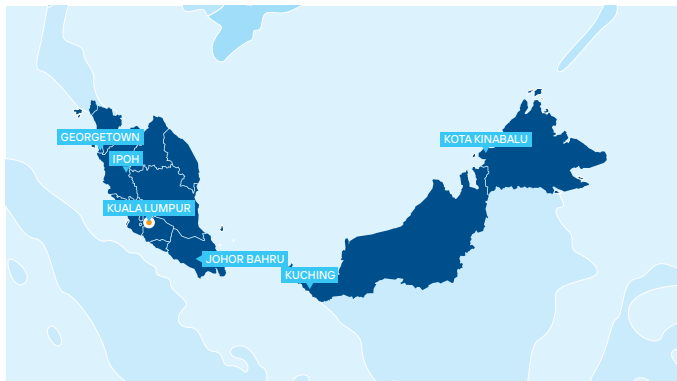 GEORGETOWN
KOTA KINABALU
IPOH
KUALA LUMPUR
JOHOR BAHRU
KUCHING